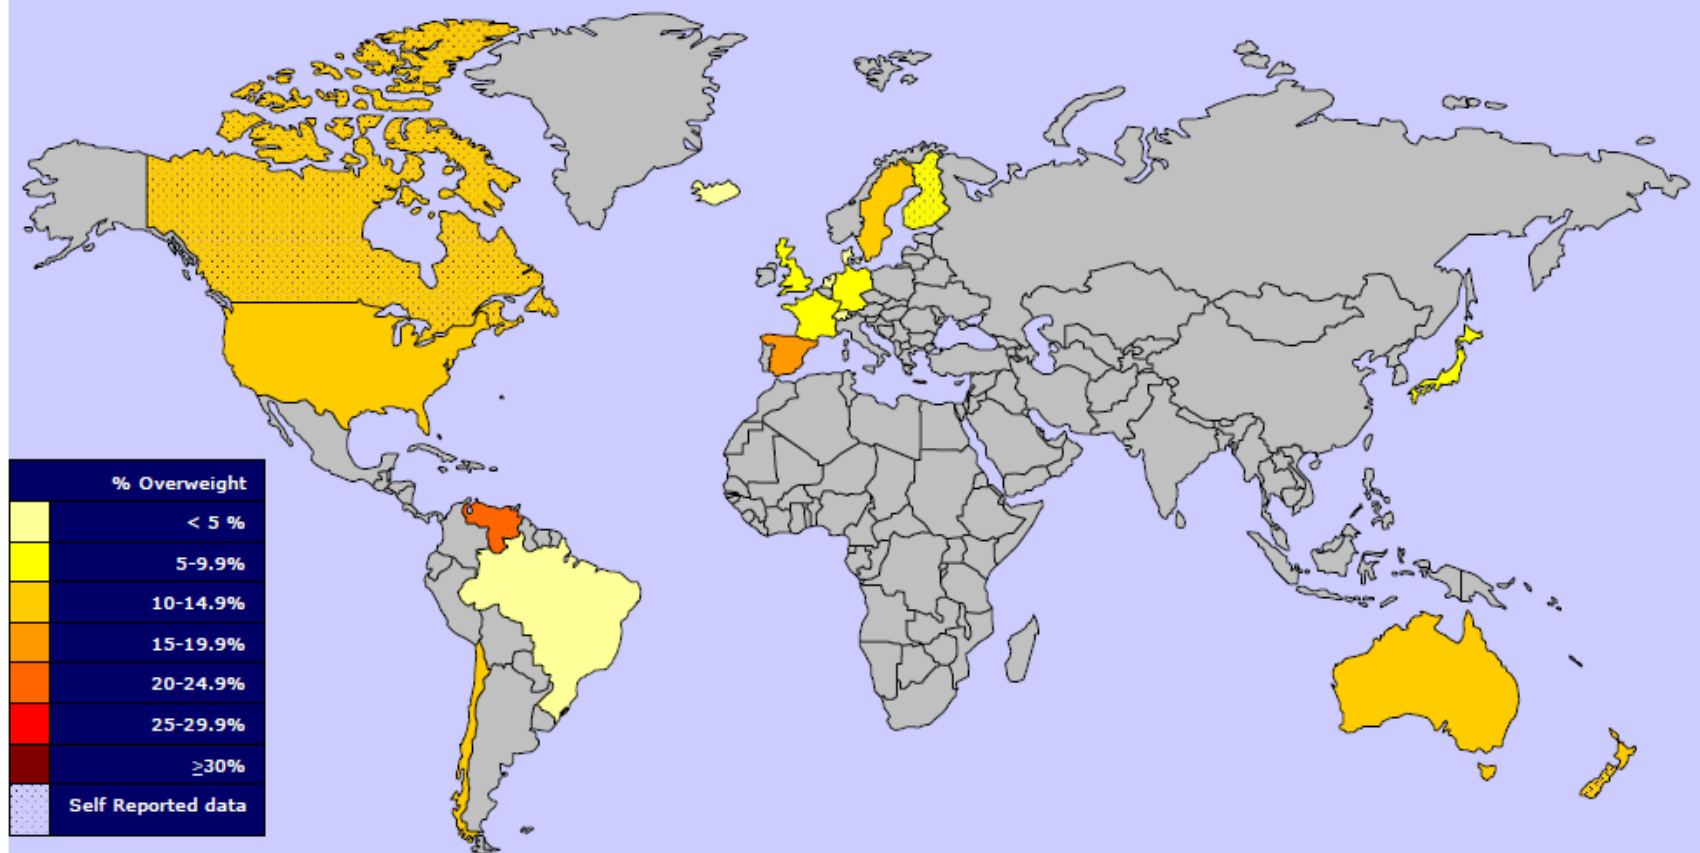 % Overweight
< 5 %
5-9.9%
10-14.9%
15-19.9%
20-24.9%
25-29.9%
≥30%
Self Reported data